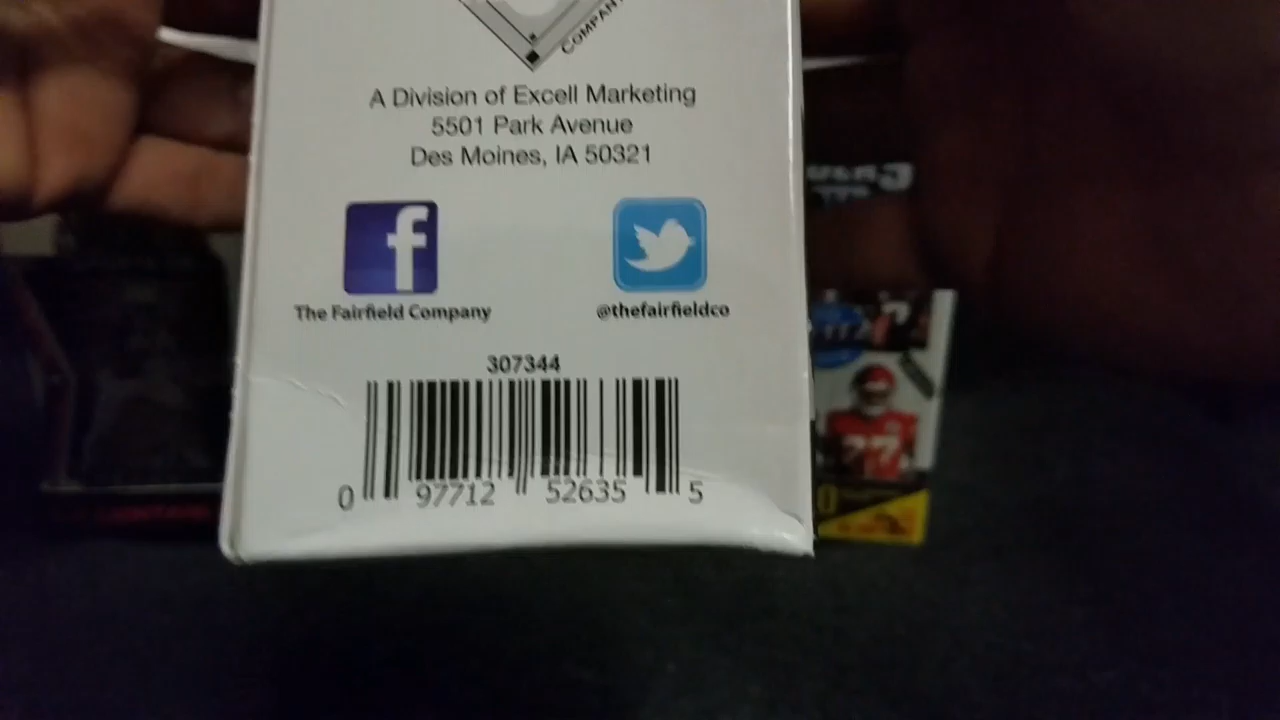 COMPANY
A Division of Excell Marketing
5501 Park Avenue
Des Moines, IA 50321
f
The Fairfield Company
@thefairfieldco
307344
0 97712 52635 5